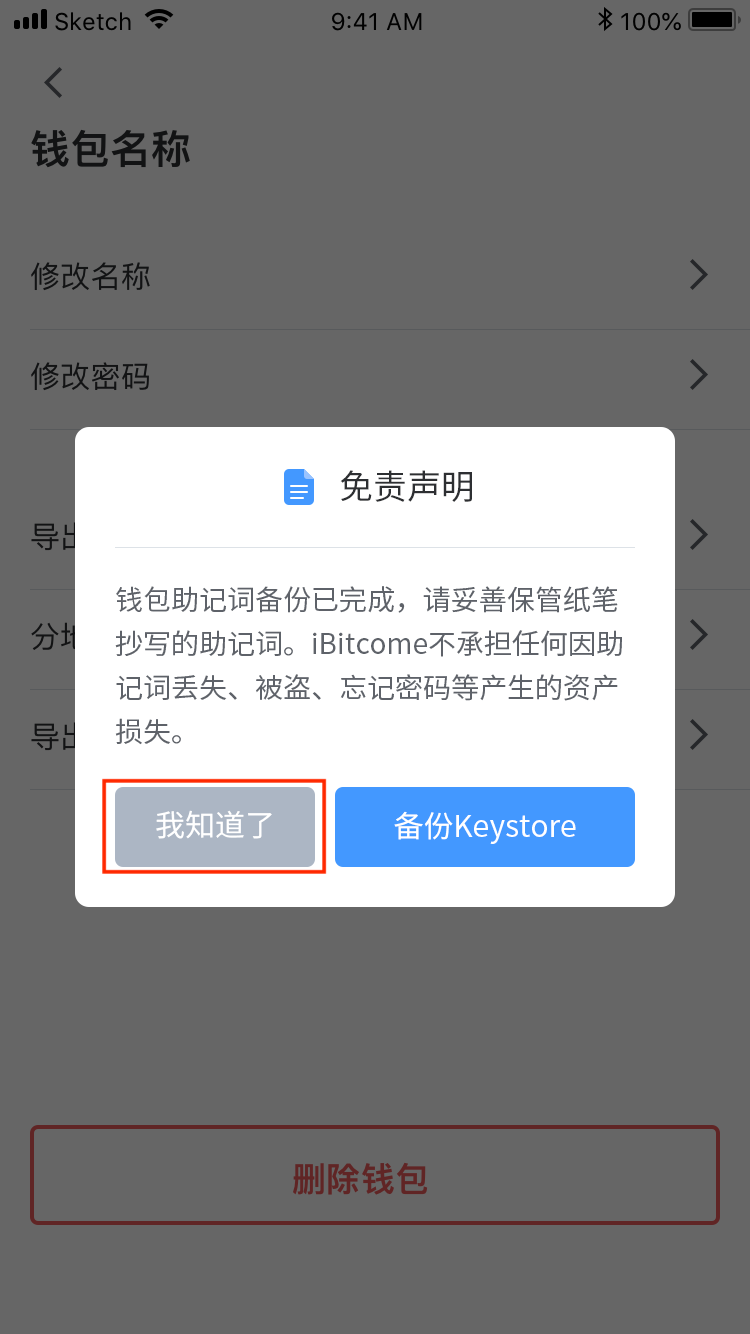 Sketch 9:41 AM 100%
钱包名称
修改名称
修改密码
免责声明
导出
钱包助记词备份已完成，请妥善保管纸笔
抄写的助记词。iBitcome不承担任何因助
分地
记词丢失、被盗、忘记密码等产生的资产
损失。
导出
我知道了 备份Keystore
删除钱包